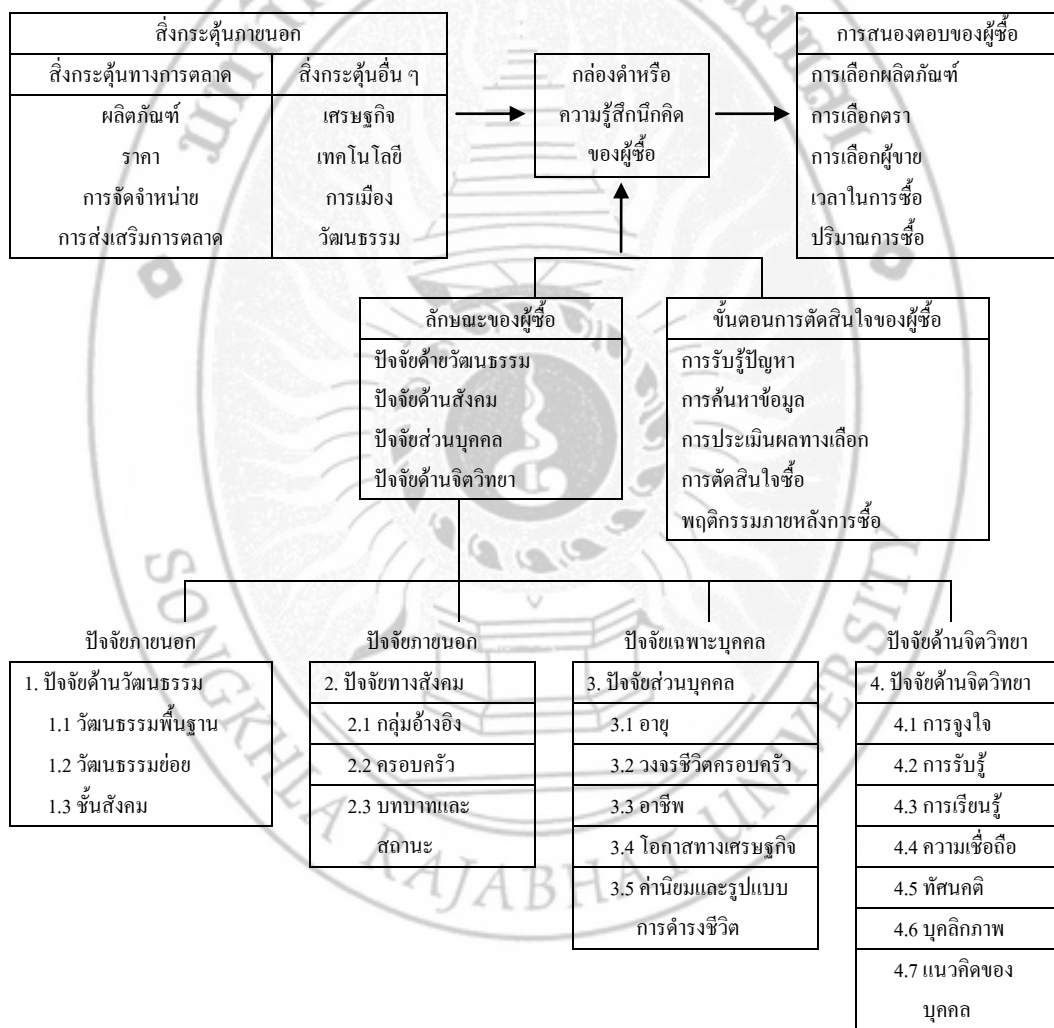 สิ่งกระตุ้นภายนอก
สิ่งกระตุ้นทางการตลาด
ผลิตภัณฑ์
ราคา
การจัดจำหน่าย
การส่งเสริมการตลาด
สิ่งกระตุ้นอื่น ๆ
เศรษฐกิจ
เทคโนโลยี
การเมือง
วัฒนธรรม
กล่องดำหรือ
ความรู้สึกนึกคิด
ของผู้ซื้อ
การสนองตอบของผู้ซื้อ
การเลือกผลิตภัณฑ์
การเลือกตรา
การเลือกผู้ขาย
เวลาในการซื้อ
ปริมาณการซื้อ
ลักษณะของผู้ซื้อ
ปัจจัยด้ายวัฒนธรรม
ปัจจัยด้านสังคม
ปัจจัยส่วนบุคคล
ปัจจัยด้านจิตวิทยา
ขั้นตอนการตัดสินใจของผู้ซื้อ
การรับรู้ปัญหา
การค้นหาข้อมูล
การประเมินผลทางเลือก
การตัดสินใจซื้อ
พฤติกรรมภายหลังการซื้อ
ปัจจัยภายนอก
1. ปัจจัยด้านวัฒนธรรม
1.1 วัฒนธรรมพื้นฐาน
1.2 วัฒนธรรมย่อย
1.3 ชั้นสังคม
ปัจจัยภายนอก
2. ปัจจัยทางสังคม
2.1 กลุ่มอ้างอิง
2.2 ครอบครัว
2.3 บทบาทและ
สถานะ
ปัจจัยเฉพาะบุคคล
3. ปัจจัยส่วนบุคคล
3.1 อายุ
3.2 วงจรชีวิตครอบครัว
3.3 อาชีพ
3.4 โอกาสทางเศรษฐกิจ
3.5 ค่านิยมและรูปแบบ
การดำรงชีวิต
ปัจจัยด้านจิตวิทยา
4. ปัจจัยด้านจิตวิทยา
4.1 การจูงใจ
4.2 การรับรู้
4.3 การเรียนรู้
4.4 ความเชื่อถือ
4.5 ทัศนคติ
4.6 บุคลิกภาพ
4.7 แนวคิดของ
บุคคล
SONGKHLA RAJABHAT UNIVERSITY